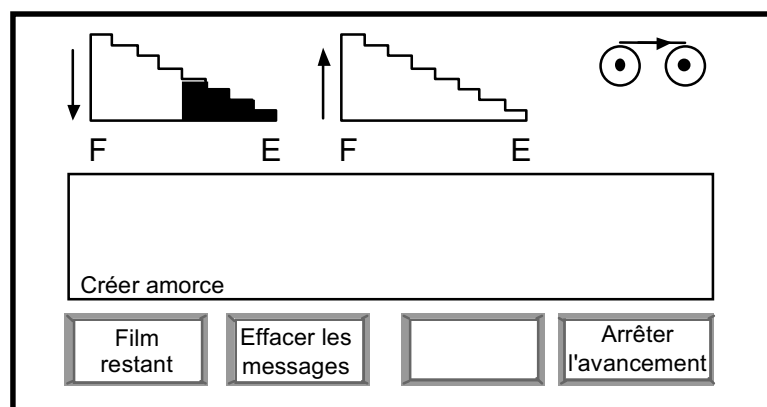 F E F E
Créer amorce
Film
restant
Effacer les
messages
Arrêter
l'avancement